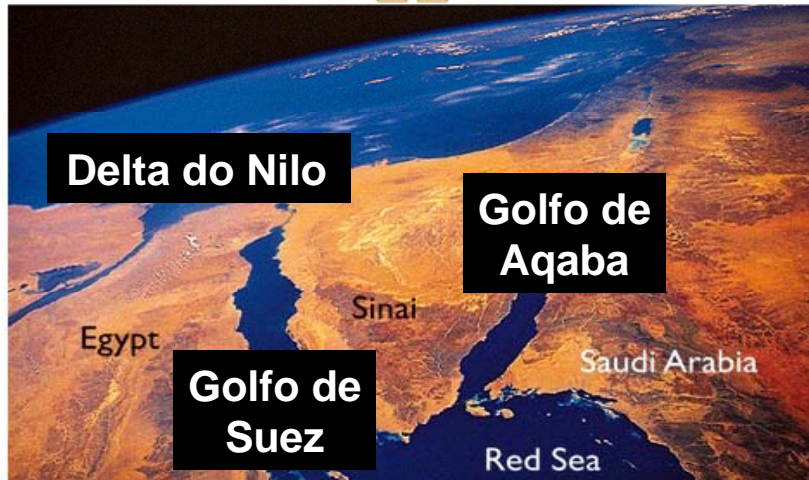 Delta do Nilo
Golfo de
Aqaba
Sinai
Egypt
Saudi Arabia
Golfo de
Suez
Red Sea